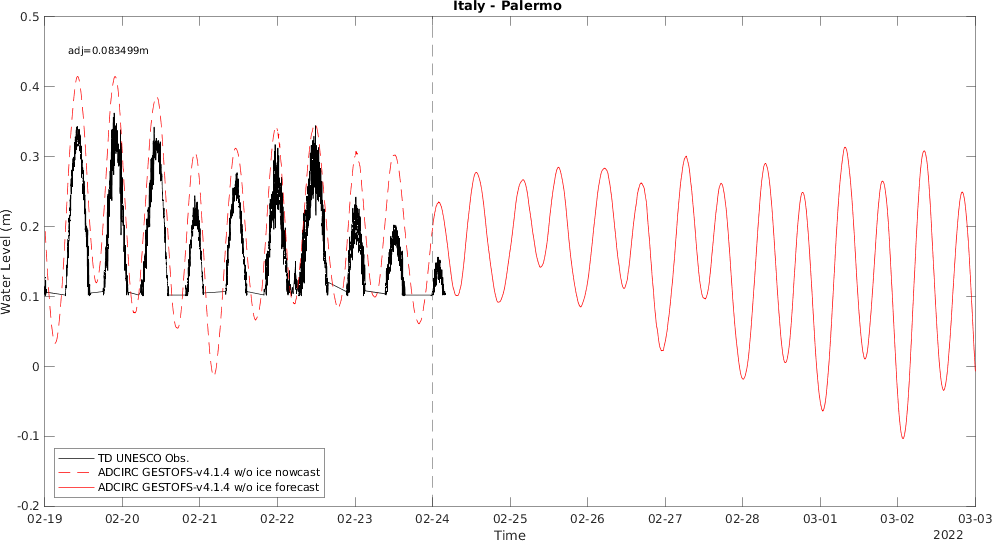 Italy - Palermo
adj=0.083499m
0.5
0.4
0.3
0.2
0.1
0
-0.1
-0.2
Water Level (m)
TD UNESCO Obs.
ADCIRC GESTOFS-v4.1.4 w/o ice nowcast
ADCIRC GESTOFS-v4.1.4 w/o ice forecast
02-19 02-20 02-21 02-22 02-23 02-24 02-25 02-26 02-27 02-28 03-01 03-02 03-03
Time
2022